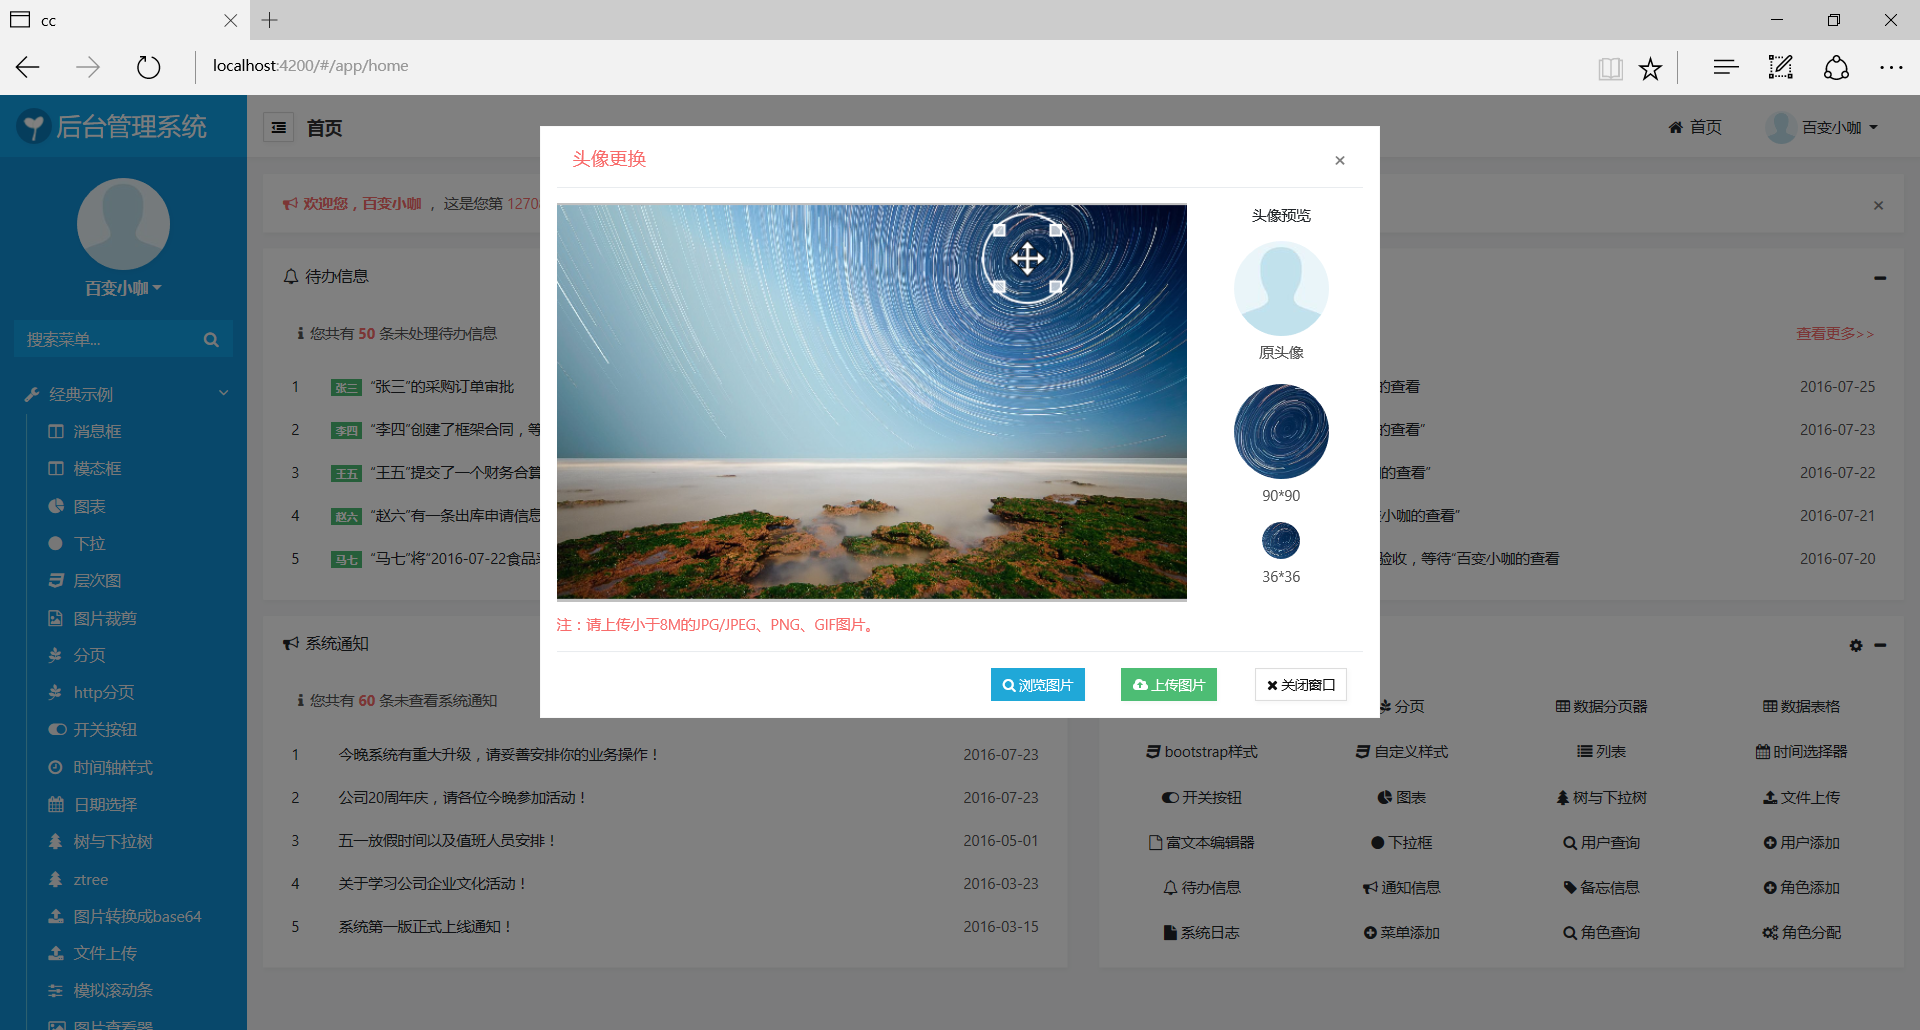 cc
localhost:4200/#/app/home
后台管理系统
首页
首页
百变小咖
百变小咖
搜索菜单...
经典示例
消息框
模态框
图表
下拉
层次图
图片裁剪
分页
http分页
开关按钮
时间轴样式
日期选择
树与下拉树
ztree
图片转换成base64
文件上传
模拟滚动条
图片查看器
欢迎您，百变小咖 ，这是您第 1270
待办信息
您共有 50 条未处理待办信息
查看更多>>
1 张三 “张三”的采购订单审批
2 李四 “李四”创建了框架合同，等
3 王五 “王五”提交了一个财务合算
4 赵六 “赵六”有一条出库申请信息
5 马七 “马七”将“2016-07-22食品采
的查看 2016-07-25
的查看” 2016-07-23
的查看” 2016-07-22
小咖的查看” 2016-07-21
验收，等待“百变小咖的查看 2016-07-20
头像更换
头像预览
原头像
90*90
36*36
注：请上传小于8M的JPG/JPEG、PNG、GIF图片。
浏览图片 上传图片 关闭窗口
系统通知
您共有 60 条未查看系统通知
1 今晚系统有重大升级，请妥善安排你的业务操作！ 2016-07-23
2 公司20周年庆，请各位今晚参加活动！ 2016-07-23
3 五一放假时间以及值班人员安排！ 2016-05-01
4 关于学习公司企业文化活动！ 2016-03-23
5 系统第一版正式上线通知！ 2016-03-15
分页 数据分页器 数据表格
bootstrap样式 自定义样式 列表 时间选择器
开关按钮 图表 树与下拉树 文件上传
富文本编辑器 下拉框 用户查询 用户添加
待办信息 通知信息 备忘信息 角色添加
系统日志 菜单添加 角色查询 角色分配